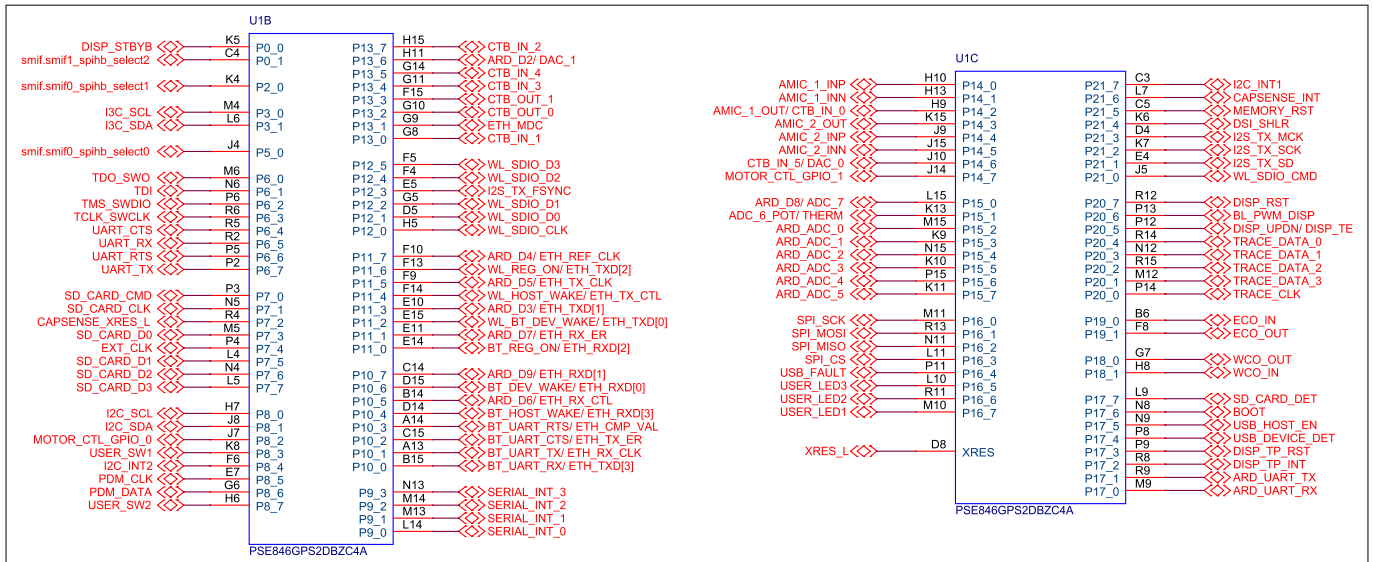 U1B
DISP_STBYB K5 P0_0
smif.smif1_spihb_select2 C4 P0_1
smif.smif0_spihb_select1 K4 P2_0
I3C_SCL M4 P3_0
I3C_SDA L6 P3_1
smif.smif0_spihb_select0 J4 P5_0
TDO_SWO M6 P6_0
TDI N6 P6_1
TMS_SWDIO P6 P6_2
TCLK_SWCLK R6 P6_3
UART_CTS R5 P6_4
UART_RX R2 P6_5
UART_RTS P5 P6_6
UART_TX P2 P6_7
SD_CARD_CMD P3 P7_0
SD_CARD_CLK N5 P7_1
CAPSENSE_XRES_L R4 P7_2
SD_CARD_D0 M5 P7_3
EXT_CLK P4 P7_4
SD_CARD_D1 L4 P7_5
SD_CARD_D2 N4 P7_6
SD_CARD_D3 L5 P7_7
I2C_SCL H7 P8_0
I2C_SDA J8 P8_1
MOTOR_CTL_GPIO_0 J7 P8_2
USER_SW1 K8 P8_3
I2C_INT2 F6 P8_4
PDM_CLK E7 P8_5
PDM_DATA G6 P8_6
USER_SW2 H6 P8_7
P13_7 H15 CTB_IN_2
P13_6 H11 ARD_D2/ DAC_1
P13_5 G14 CTB_IN_4
P13_4 G11 CTB_IN_3
P13_3 F15 CTB_OUT_1
P13_2 G10 CTB_OUT_0
P13_1 G9 ETH_MDC
P13_0 G8 CTB_IN_1
P12_5 F5 WL_SDIO_D3
P12_4 F4 WL_SDIO_D2
P12_3 E5 I2S_TX_FSYNC
P12_2 G5 WL_SDIO_D1
P12_1 D5 WL_SDIO_D0
P12_0 H5 WL_SDIO_CLK
P11_7 F10 ARD_D4/ ETH_REF_CLK
P11_6 F13 WL_REG_ON/ ETH_TXD[2]
P11_5 F9 ARD_D5/ ETH_TX_CLK
P11_4 F14 WL_HOST_WAKE/ ETH_TX_CTL
P11_3 E10 ARD_D3/ ETH_TXD[1]
P11_2 E15 WL_BT_DEV_WAKE/ ETH_TXD[0]
P11_1 E11 ARD_D7/ ETH_RX_ER
P11_0 E14 BT_REG_ON/ ETH_RXD[2]
P10_7 C14 ARD_D9/ ETH_RXD[1]
P10_6 D15 BT_DEV_WAKE/ ETH_RXD[0]
P10_5 B14 ARD_D6/ ETH_RX_CTL
P10_4 D14 BT_HOST_WAKE/ ETH_RXD[3]
P10_3 A14 BT_UART_RTS/ ETH_CMP_VAL
P10_2 C15 BT_UART_CTS/ ETH_TX_ER
P10_1 A13 BT_UART_TX/ ETH_RX_CLK
P10_0 B15 BT_UART_RX/ ETH_TXD[3]
P9_3 N13 SERIAL_INT_3
P9_2 M14 SERIAL_INT_2
P9_1 M13 SERIAL_INT_1
P9_0 L14 SERIAL_INT_0
PSE846GPS2DBZC4A
U1C
AMIC_1_INP H10 P14_0
AMIC_1_INN H13 P14_1
AMIC_1_OUT/ CTB_IN_0 H9 P14_2
AMIC_2_OUT K15 P14_3
AMIC_2_INP J9 P14_4
AMIC_2_INN J15 P14_5
CTB_IN_5/ DAC_0 J10 P14_6
MOTOR_CTL_GPIO_1 J14 P14_7
ARD_D8/ ADC_7 L15 P15_0
ADC_6_POT/ THERM K13 P15_1
ARD_ADC_0 M15 P15_2
ARD_ADC_1 K9 P15_3
ARD_ADC_2 N15 P15_4
ARD_ADC_3 K10 P15_5
ARD_ADC_4 P15 P15_6
ARD_ADC_5 K11 P15_7
SPI_SCK M11 P16_0
SPI_MOSI R13 P16_1
SPI_MISO N11 P16_2
SPI_CS L11 P16_3
USB_FAULT P11 P16_4
USER_LED3 L10 P16_5
USER_LED2 R11 P16_6
USER_LED1 M10 P16_7
XRES_L D8 XRES
P21_7 C3 I2C_INT1
P21_6 L7 CAPSENSE_INT
P21_5 C5 MEMORY_RST
P21_4 K6 DSI_SHLR
P21_3 D4 I2S_TX_MCK
P21_2 K7 I2S_TX_SCK
P21_1 E4 I2S_TX_SD
P21_0 J5 WL_SDIO_CMD
P20_7 R12 DISP_RST
P20_6 P13 BL_PWM_DISP
P20_5 P12 DISP_UPDN/ DISP_TE
P20_4 R14 TRACE_DATA_0
P20_3 N12 TRACE_DATA_1
P20_2 R15 TRACE_DATA_2
P20_1 M12 TRACE_DATA_3
P20_0 P14 TRACE_CLK
P19_0 B6 ECO_IN
P19_1 F8 ECO_OUT
P18_0 G7 WCO_OUT
P18_1 H8 WCO_IN
P17_7 L9 SD_CARD_DET
P17_6 N8 BOOT
P17_5 N9 USB_HOST_EN
P17_4 P8 USB_DEVICE_DET
P17_3 P9 DISP_TP_RST
P17_2 R8 DISP_TP_INT
P17_1 R9 ARD_UART_TX
P17_0 M9 ARD_UART_RX
PSE846GPS2DBZC4A